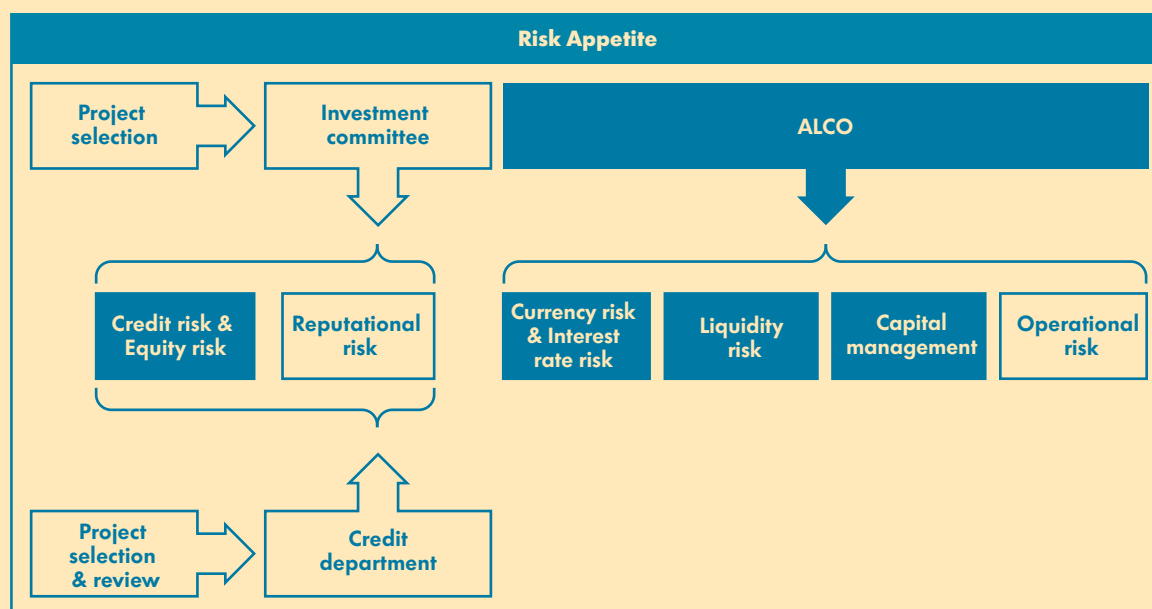 Risk Appetite
Project
selection
Investment
committee
ALCO
Credit risk &
Equity risk
Reputational
risk
Currency risk
& Interest
rate risk
Liquidity
risk
Capital
management
Operational
risk
Project
selection
& review
Credit
department